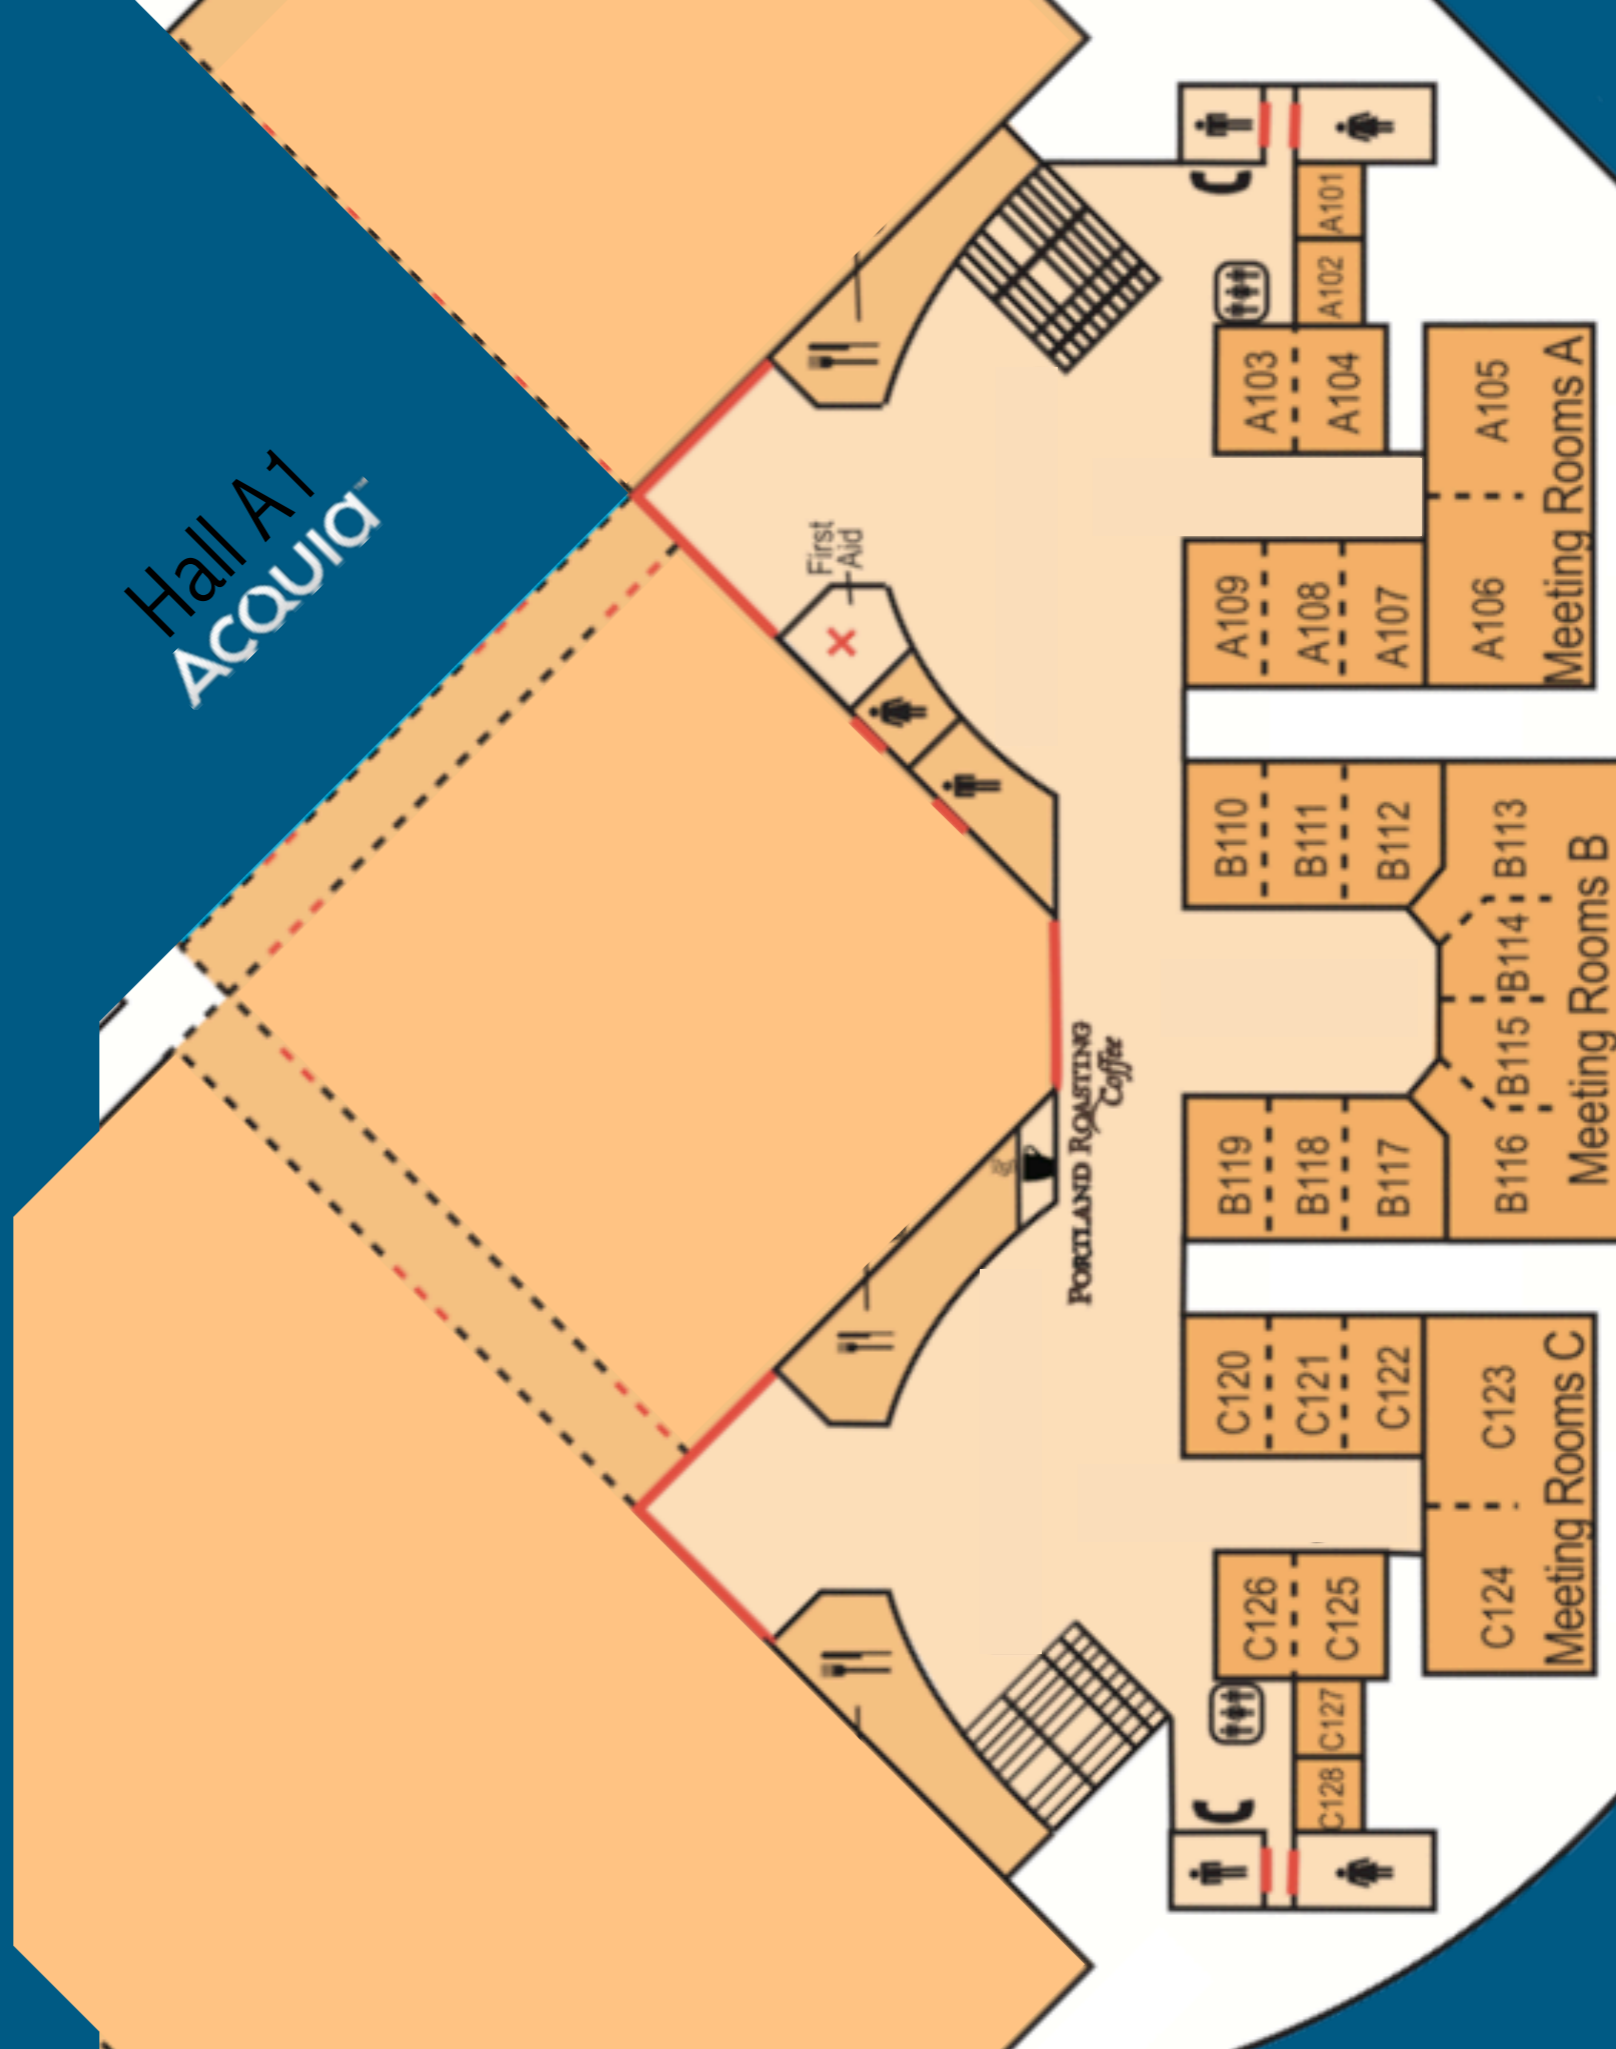 Hall A1
ACQUIA™
First
Aid
PORTLAND ROASTING
Coffee
A101
A102
A103
A104
A105
A106
Meeting Rooms A
A109
A108
A107
B110
B111
B112
B113
B114
B115
B116
Meeting Rooms B
B119
B118
B117
C120
C121
C122
C123
C124
Meeting Rooms C
C126
C125
C127
C128